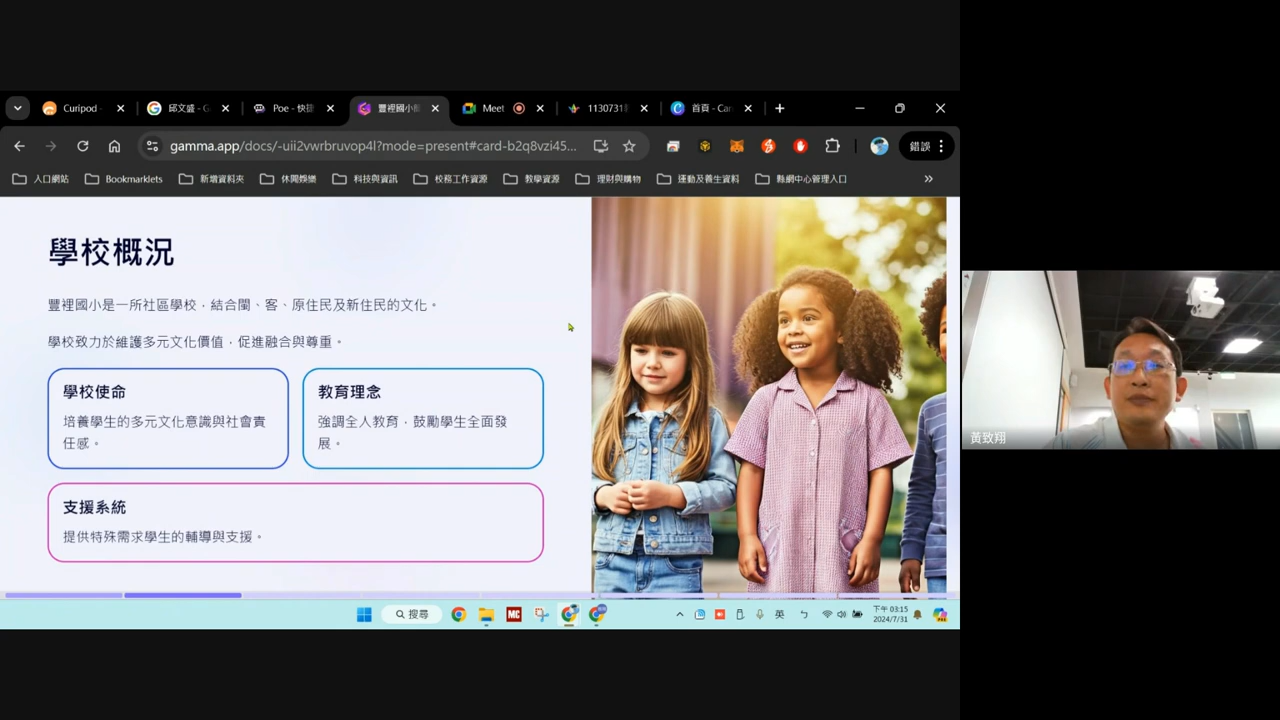 Curipod
邱文盛 - G
Poe - 快
豐裡國小
Meet
1130731
首頁 - Can
gamma.app/docs/-uii2vwrbruvop4l?mode=present#card-b2q8vzi45...
錯誤
人口網站
Bookmarklets
新增資料夾
休閒娛樂
科技與資訊
校務工作資源
教學資源
理財與購物
運動及養生資料
縣網中心管理入口
學校概況
豐裡國小是一所社區學校，結合閩、客、原住民及新住民的文化。
學校致力於維護多元文化價值，促進融合與尊重。
學校使命
培養學生的多元文化意識與社會責
任感。
教育理念
強調全人教育，鼓勵學生全面發
展。
支援系統
提供特殊需求學生的輔導與支援。
黃致翔
搜尋
MC
英
ㄅ
下午 03:15
2024/7/31